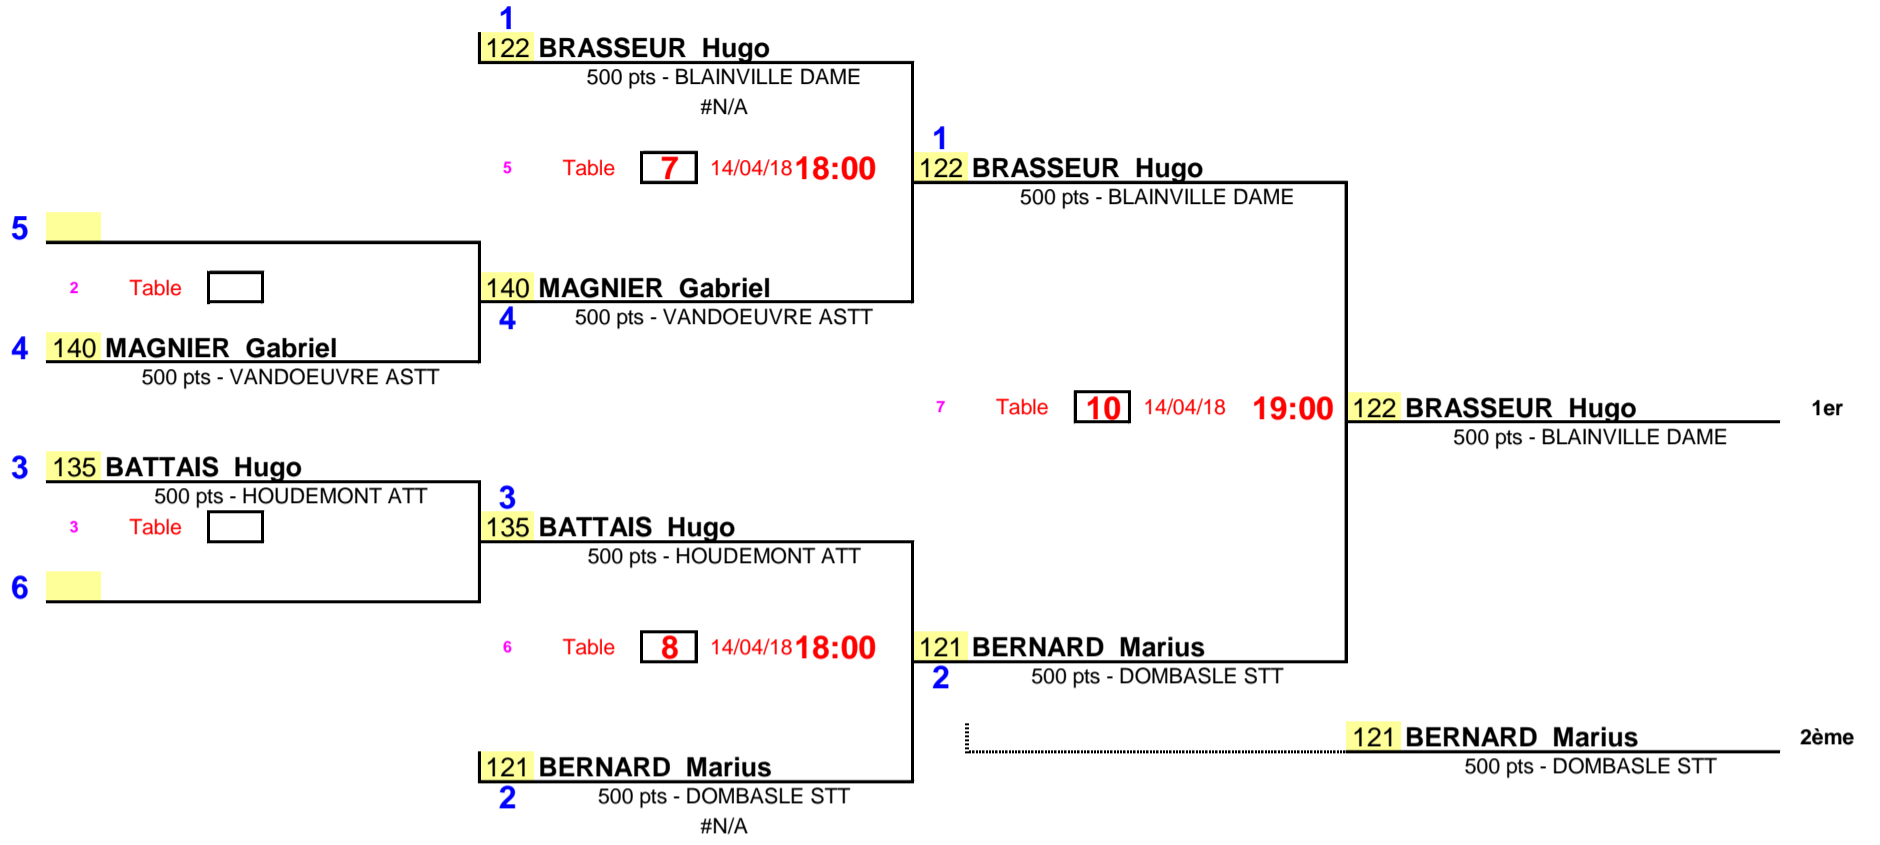 1
122 BRASSEUR Hugo
500 pts - BLAINVILLE DAME
#N/A
1
5 Table 7 14/04/18 18:00
122 BRASSEUR Hugo
500 pts - BLAINVILLE DAME
5
2 Table
140 MAGNIER Gabriel
4
500 pts - VANDOEUVRE ASTT
4 140 MAGNIER Gabriel
500 pts - VANDOEUVRE ASTT
7 Table 10 14/04/18 19:00
122 BRASSEUR Hugo 1er
500 pts - BLAINVILLE DAME
3 135 BATTAIS Hugo
500 pts - HOUDEMONT ATT
3
3 Table
135 BATTAIS Hugo
500 pts - HOUDEMONT ATT
6
6 Table 8 14/04/18 18:00
121 BERNARD Marius
2
500 pts - DOMBASLE STT
121 BERNARD Marius 2ème
500 pts - DOMBASLE STT
121 BERNARD Marius
2
500 pts - DOMBASLE STT
#N/A